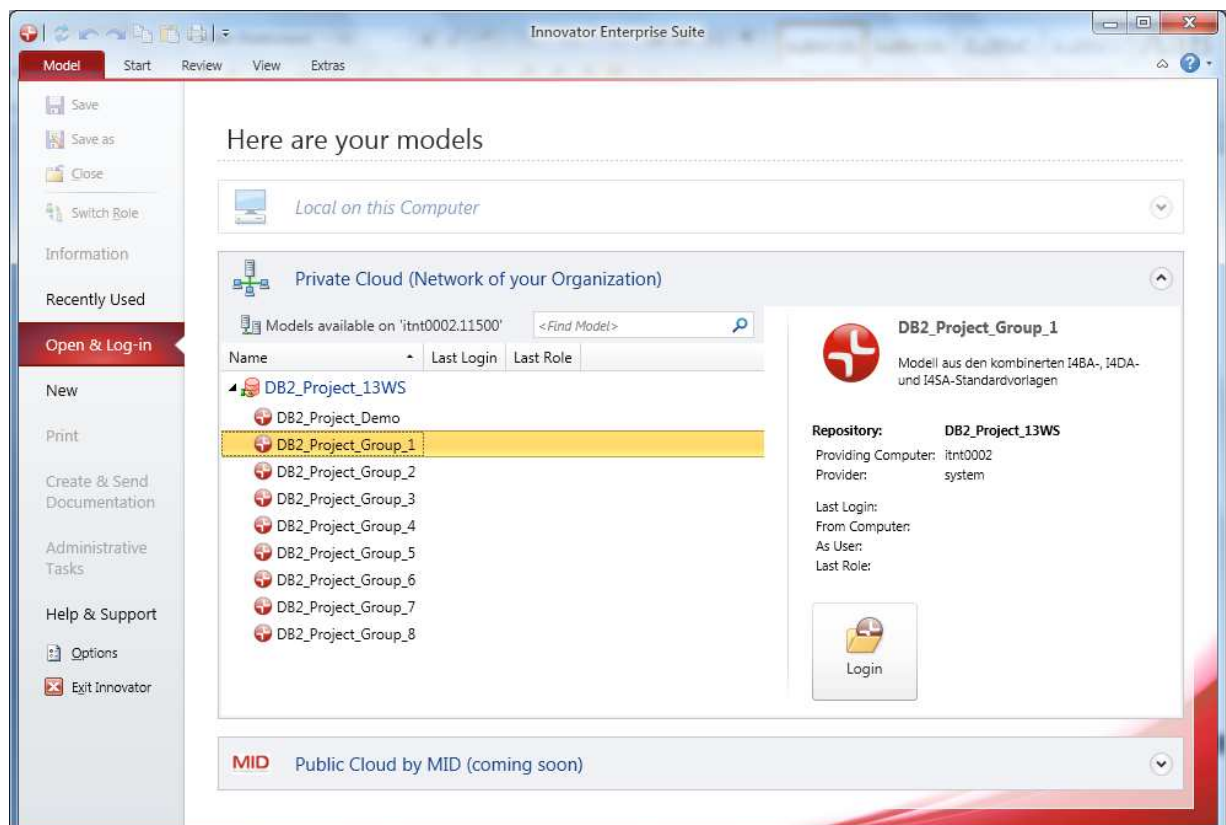 Innovator Enterprise Suite
Model Start Review View Extras
Save
Save as
Close
Switch Role
Information
Recently Used
Open & Log-in
New
Print
Create & Send
Documentation
Administrative
Tasks
Help & Support
Options
Exit Innovator
Here are your models
Local on this Computer
Private Cloud (Network of your Organization)
Models available on 'itnt0002.11500' <Find Model>
Name Last Login Last Role
DB2_Project_13WS
DB2_Project_Demo
DB2_Project_Group_1
DB2_Project_Group_2
DB2_Project_Group_3
DB2_Project_Group_4
DB2_Project_Group_5
DB2_Project_Group_6
DB2_Project_Group_7
DB2_Project_Group_8
DB2_Project_Group_1
Modell aus den kombinierten I4BA-, I4DA-
und I4SA-Standardvorlagen
Repository: DB2_Project_13WS
Providing Computer: itnt0002
Provider: system
Last Login:
From Computer:
As User:
Last Role:
Login
MID Public Cloud by MID (coming soon)